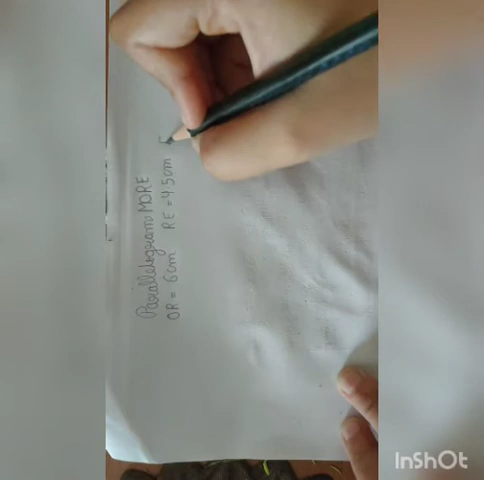 Parallelogram MORE
OR = 6cm RE = 4.5cm
InShOt